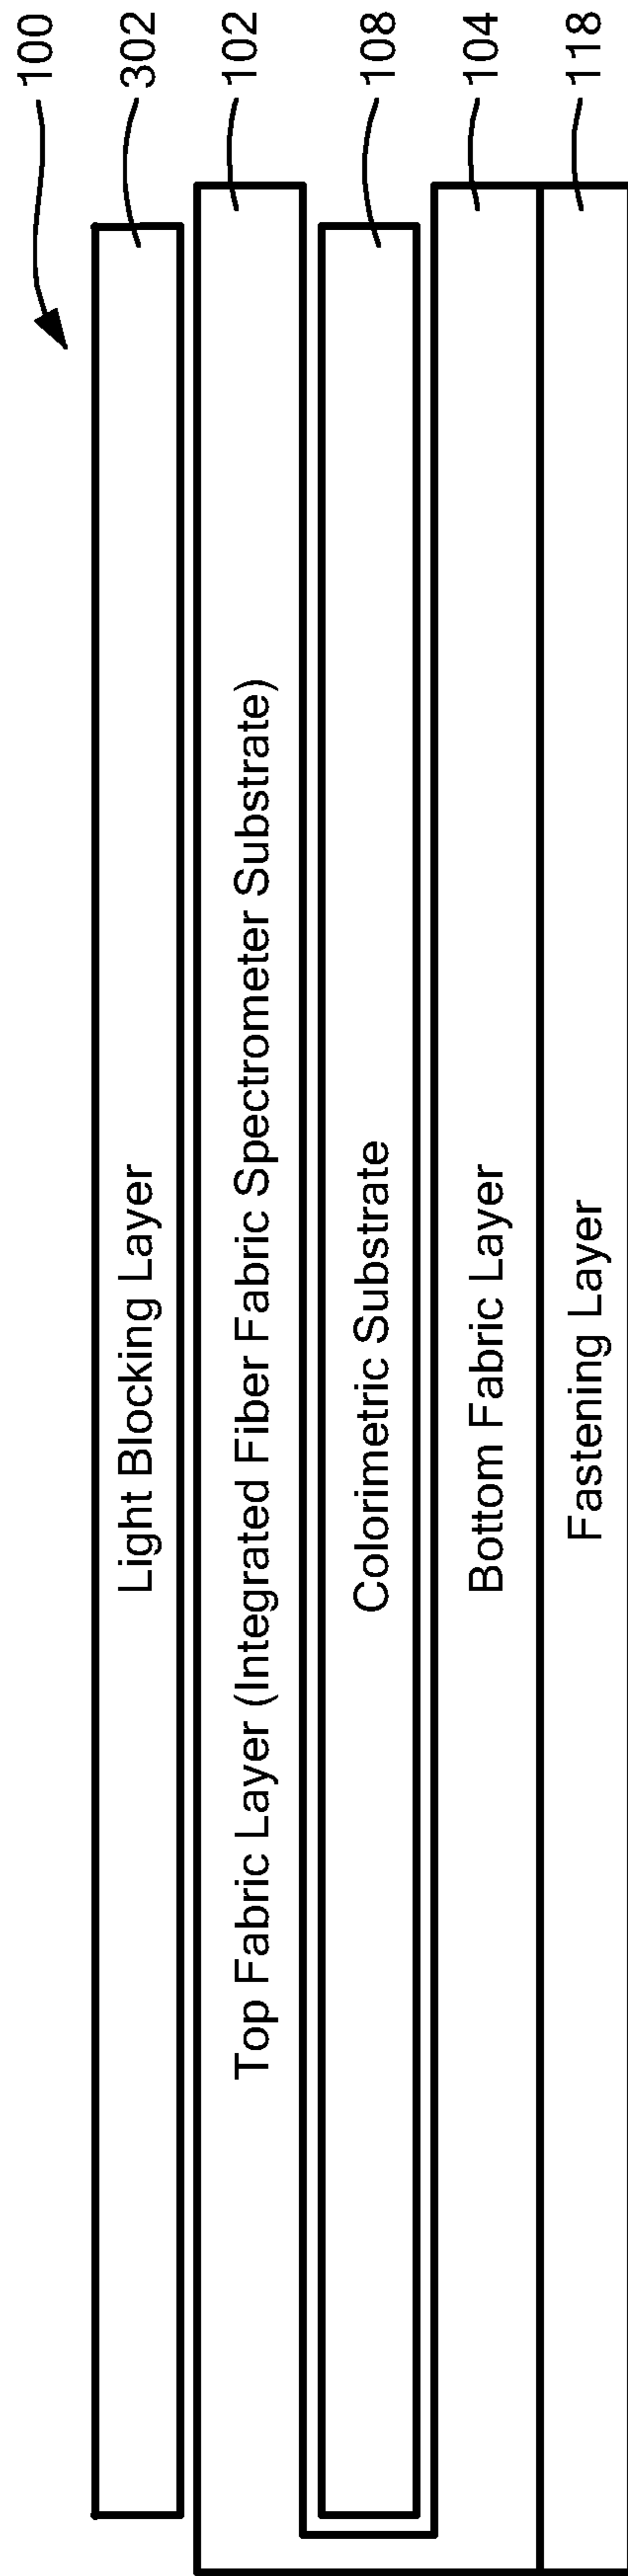 100
Light Blocking Layer
302
Top Fabric Layer (Integrated Fiber Fabric Spectrometer Substrate)
102
Colorimetric Substrate
108
Bottom Fabric Layer
104
Fastening Layer
118